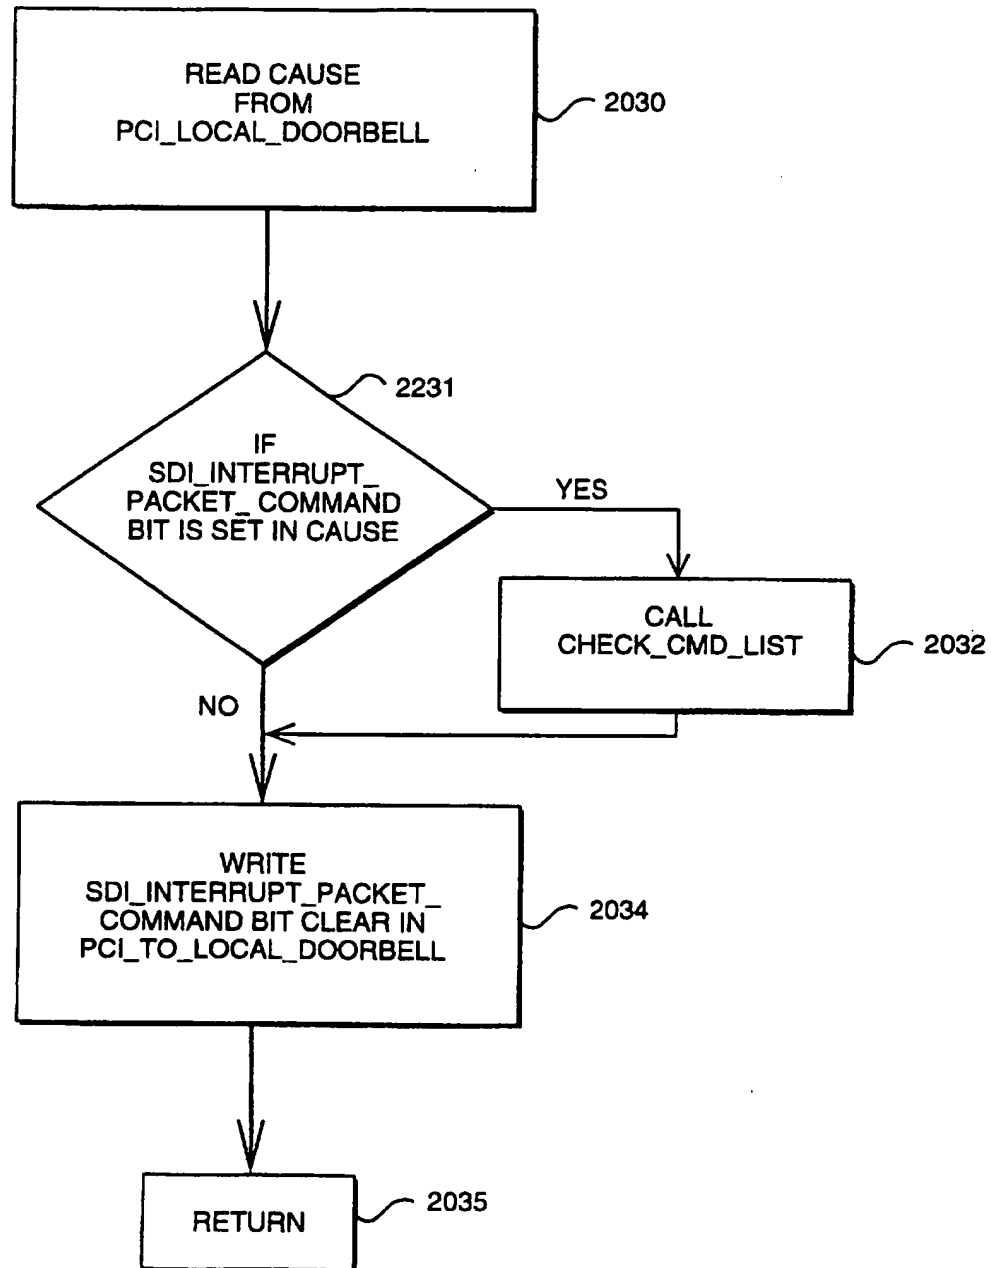 READ CAUSE
FROM
PCI_LOCAL_DOORBELL
2030
2231
IF
SDI_INTERRUPT_
PACKET_ COMMAND
BIT IS SET IN CAUSE
YES
CALL
CHECK_CMD_LIST
2032
NO
WRITE
SDI_INTERRUPT_PACKET_
COMMAND BIT CLEAR IN
PCI_TO_LOCAL_DOORBELL
2034
RETURN
2035